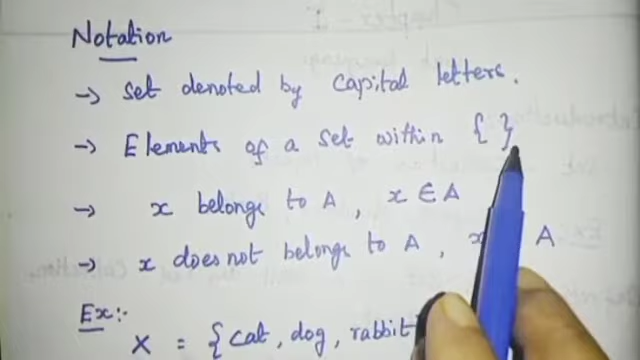 Notation
→ Set denoted by capital letters.
→ Elements of a set within { }
→ x belongs to A, x ∈ A
→ x does not belongs to A, x A
Ex:-
X = {cat, dog, rabbit